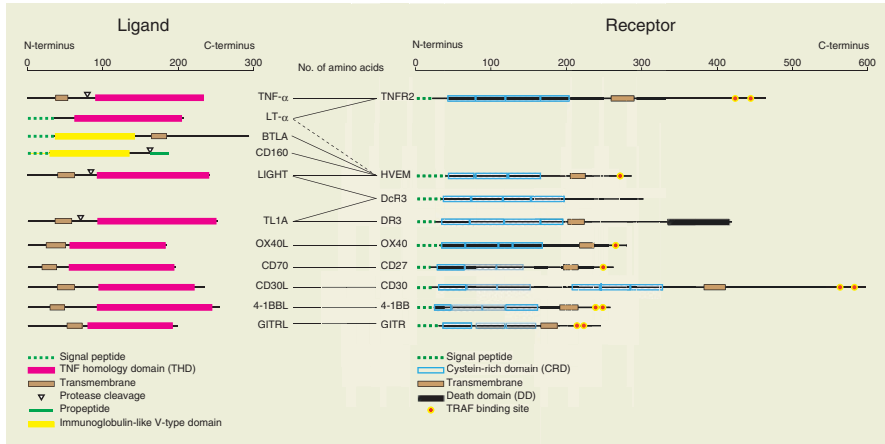 Ligand
Receptor
N-terminus
C-terminus
No. of amino acids
N-terminus
C-terminus
0 100 200 300
0 100 200 300 400 500 600
TNF-α TNFR2
LT-α
BTLA
CD160
LIGHT HVEM
DcR3
TL1A DR3
OX40L OX40
CD70 CD27
CD30L CD30
4-1BBL 4-1BB
GITRL GITR
Signal peptide
TNF homology domain (THD)
Transmembrane
Protease cleavage
Propeptide
Immunoglobulin-like V-type domain
Signal peptide
Cystein-rich domain (CRD)
Transmembrane
Death domain (DD)
TRAF binding site